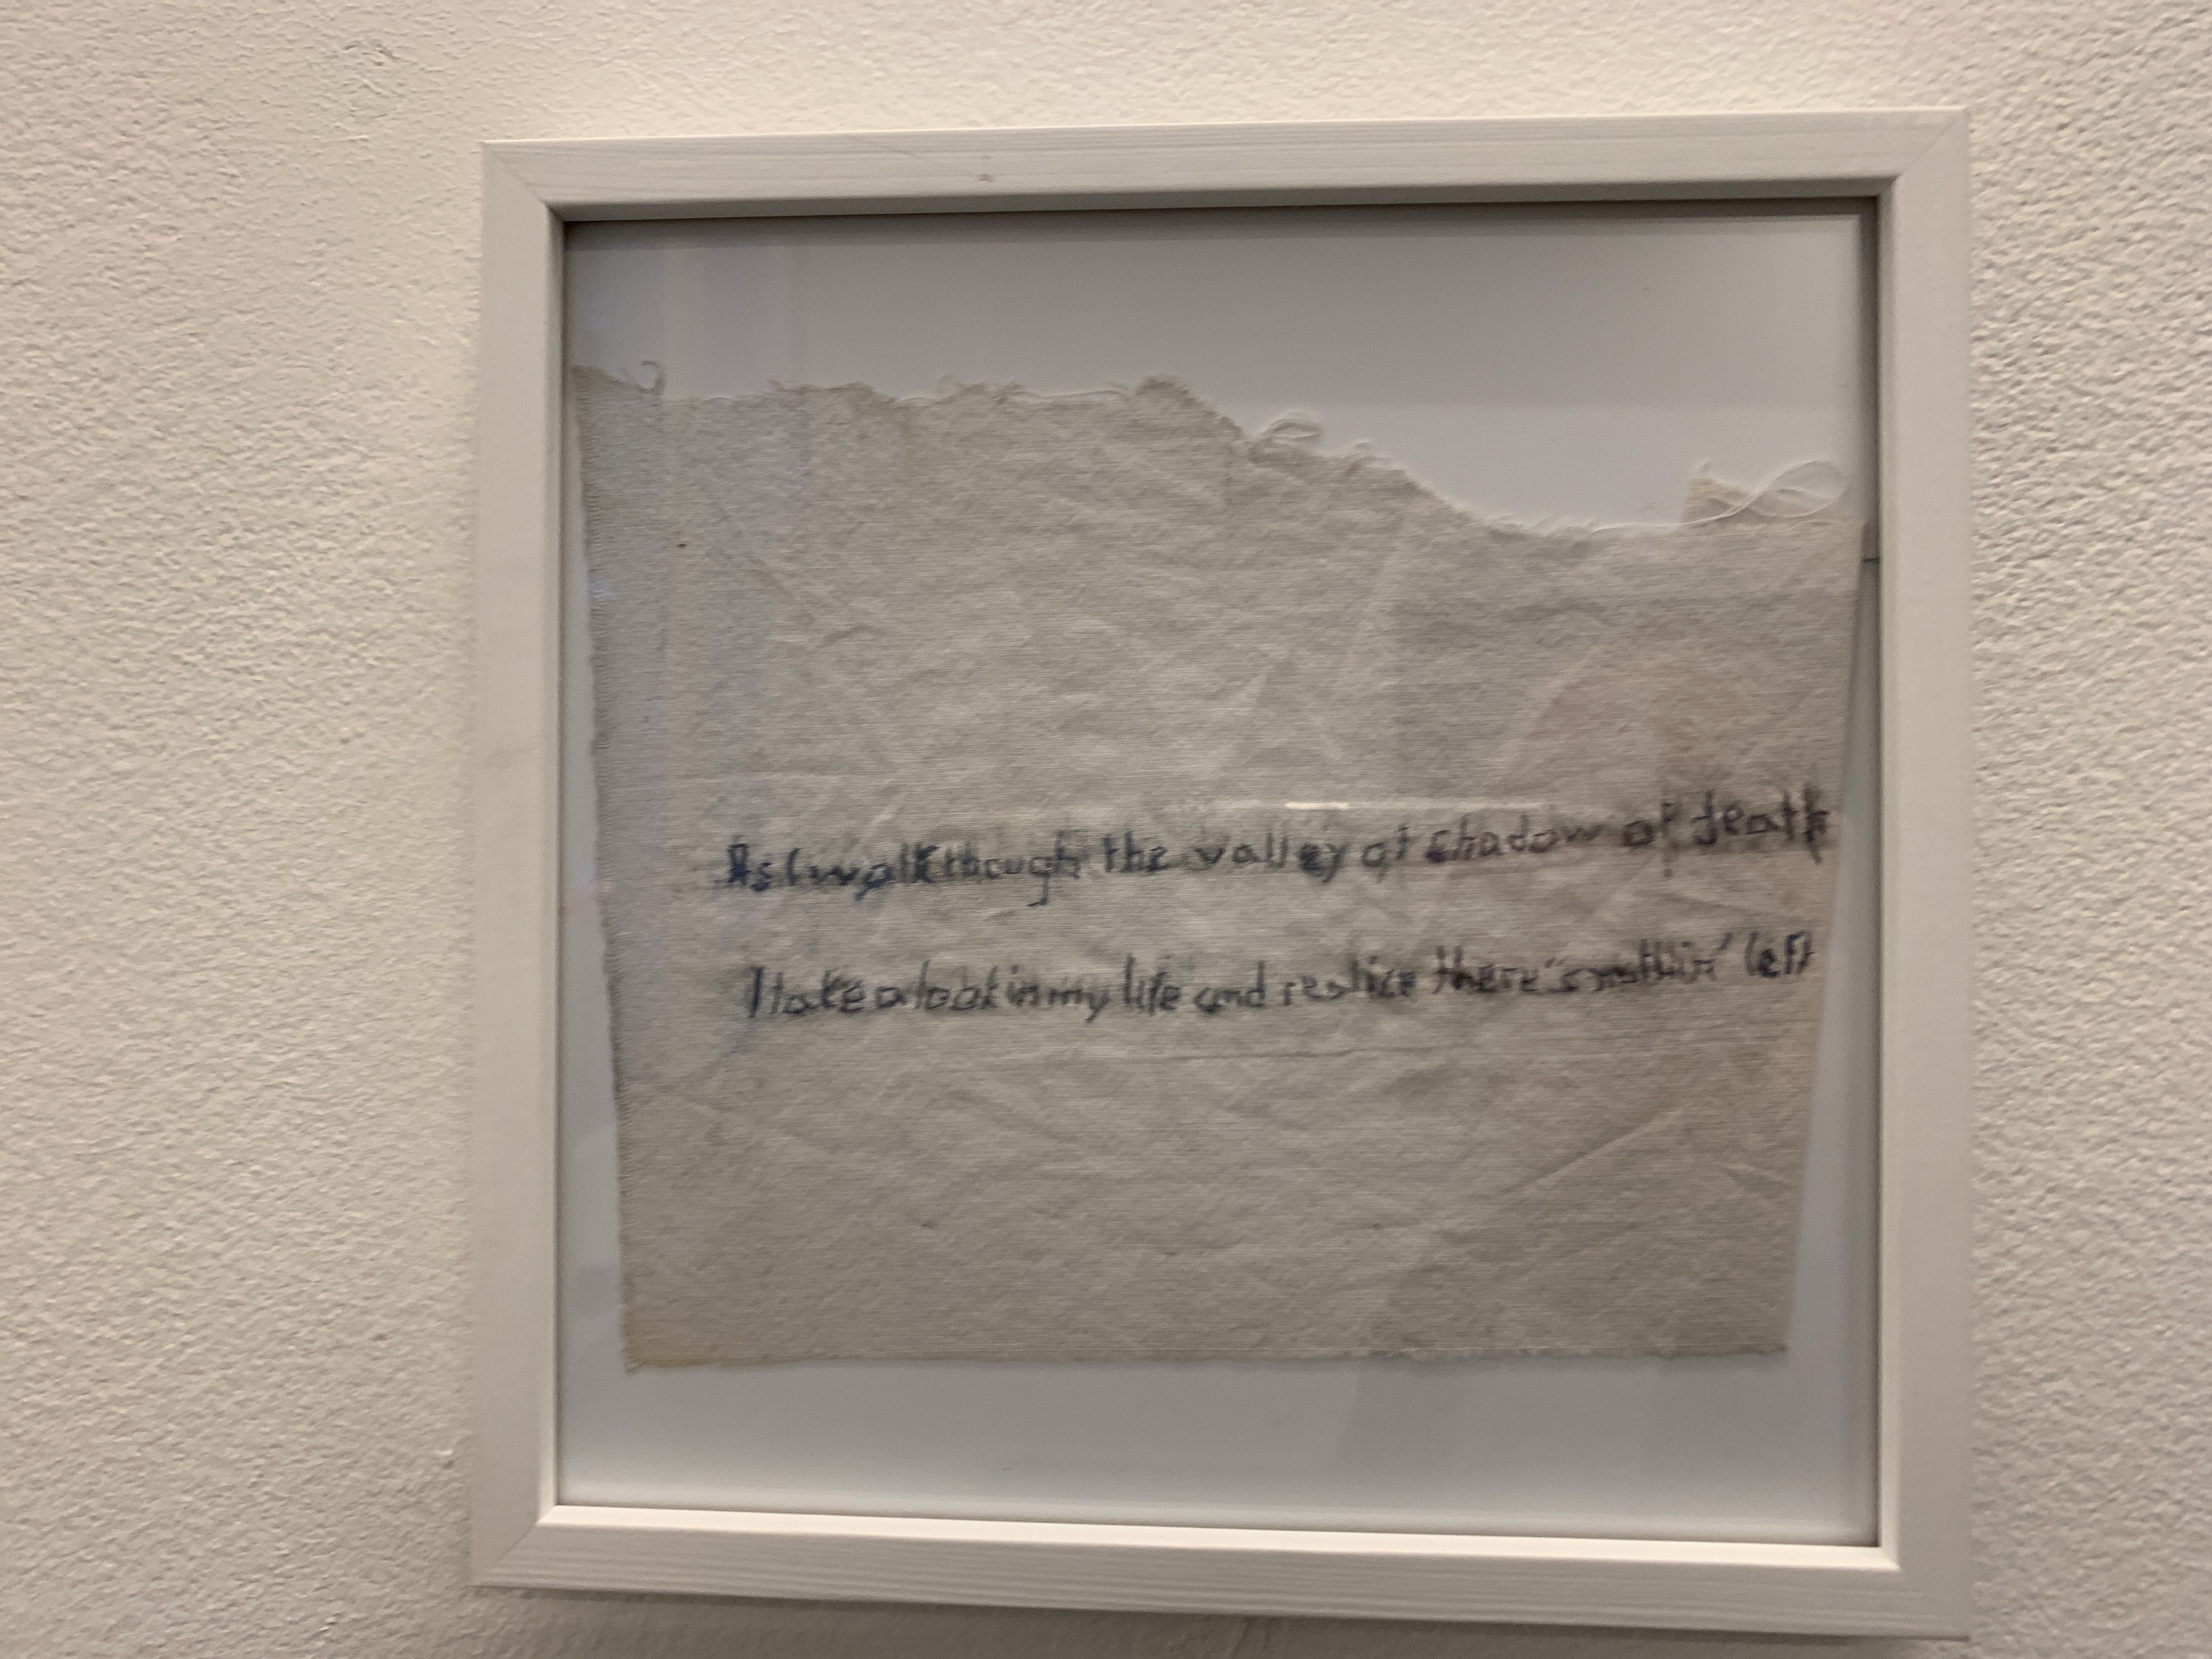 As I walk though the valley of shadow of death
I take a look in my life and realize there's nothin' left